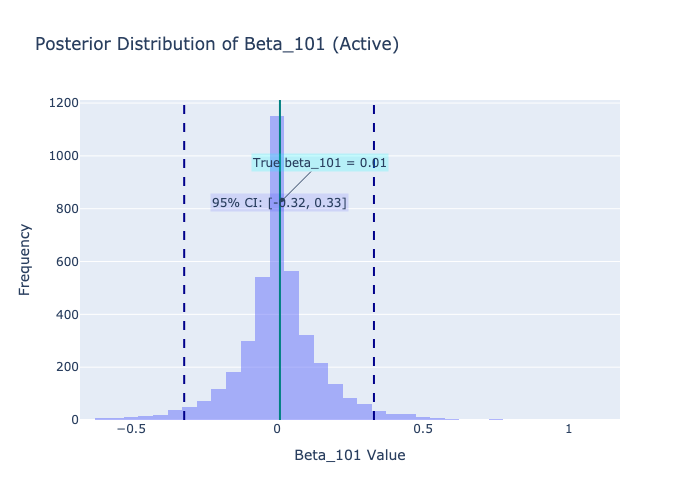 Posterior Distribution of Beta_101 (Active)
1200
1000
800
600
400
200
0
Frequency
True beta_101 = 0.01
95% CI: [-0.32, 0.33]
−0.5
0
0.5
1
Beta_101 Value